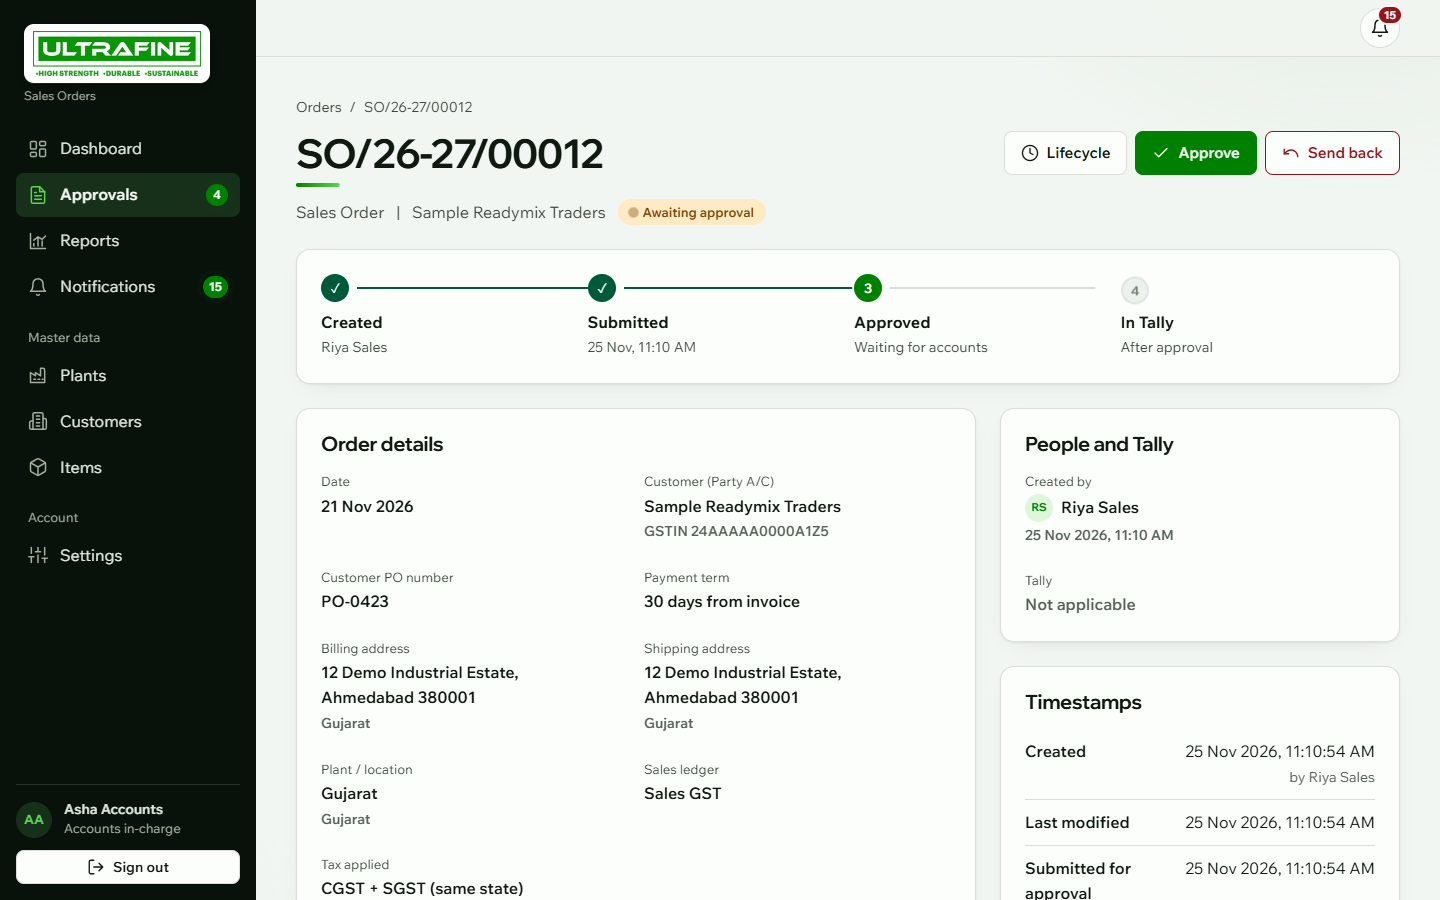 ULTRAFINE
•HIGH STRENGTH •DURABLE •SUSTAINABLE
Sales Orders
Dashboard
Approvals 4
Reports
Notifications 15
Master data
Plants
Customers
Items
Account
Settings
AA
Asha Accounts
Accounts in-charge
Sign out
15
Orders / SO/26-27/00012
SO/26-27/00012
Lifecycle
Approve
Send back
Sales Order | Sample Readymix Traders Awaiting approval
✓ ✓ 3 4
Created Submitted Approved In Tally
Riya Sales 25 Nov, 11:10 AM Waiting for accounts After approval
Order details
Date
21 Nov 2026
Customer (Party A/C)
Sample Readymix Traders
GSTIN 24AAAAA0000A1Z5
Customer PO number
PO-0423
Payment term
30 days from invoice
Billing address
12 Demo Industrial Estate,
Ahmedabad 380001
Gujarat
Shipping address
12 Demo Industrial Estate,
Ahmedabad 380001
Gujarat
Plant / location
Gujarat
Gujarat
Sales ledger
Sales GST
Tax applied
CGST + SGST (same state)
People and Tally
Created by
RS Riya Sales
25 Nov 2026, 11:10 AM
Tally
Not applicable
Timestamps
Created 25 Nov 2026, 11:10:54 AM
by Riya Sales
Last modified 25 Nov 2026, 11:10:54 AM
Submitted for 25 Nov 2026, 11:10:54 AM
approval